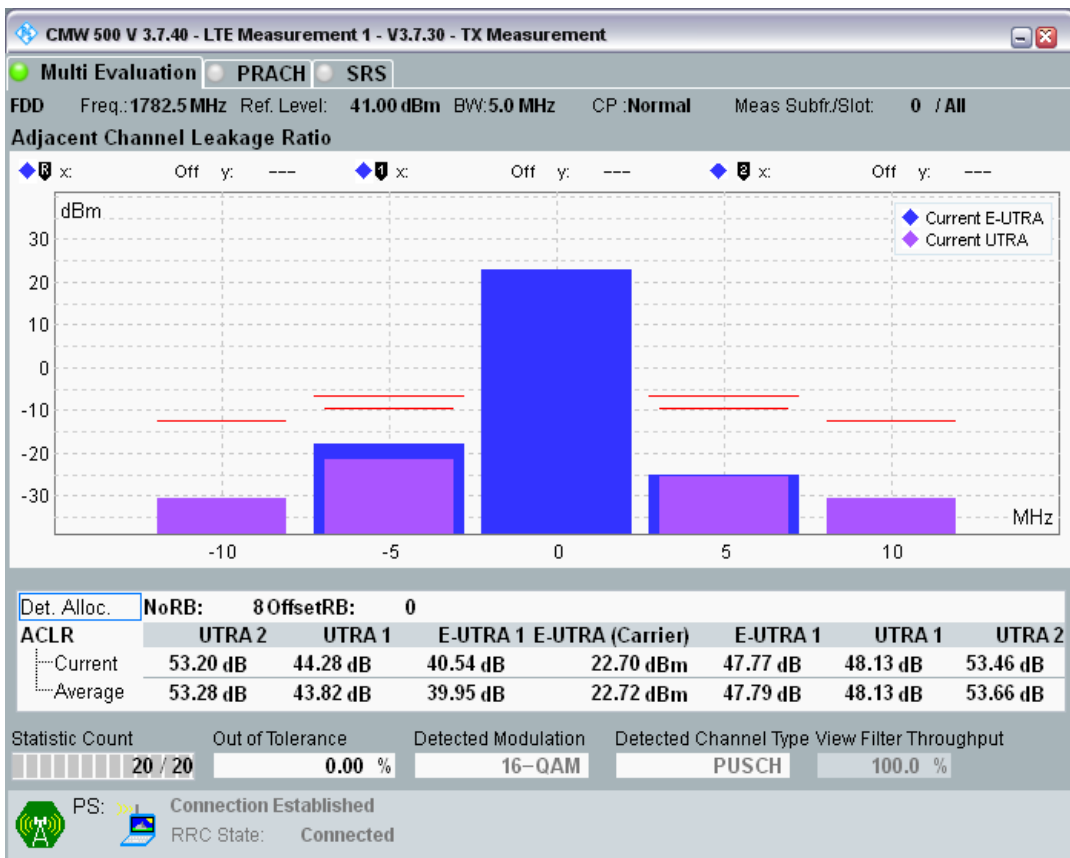 CMW 500 V 3.7.40 - LTE Measurement 1 - V3.7.30 - TX Measurement
Multi Evaluation PRACH SRS
FDD Freq.:1782.5 MHz Ref. Level: 41.00 dBm BW:5.0 MHz CP :Normal Meas Subfr./Slot: 0 / All
Adjacent Channel Leakage Ratio
R x: Off y: --- 1 x: Off y: --- 2 x: Off y: ---
dBm
Current E-UTRA
Current UTRA
30
20
10
0
-10
-20
-30
MHz
-10 -5 0 5 10
Det. Alloc. NoRB: 8 OffsetRB: 0
ACLR UTRA 2 UTRA 1 E-UTRA 1 E-UTRA (Carrier) E-UTRA 1 UTRA 1 UTRA 2
Current 53.20 dB 44.28 dB 40.54 dB 22.70 dBm 47.77 dB 48.13 dB 53.46 dB
Average 53.28 dB 43.82 dB 39.95 dB 22.72 dBm 47.79 dB 48.13 dB 53.66 dB
Statistic Count Out of Tolerance Detected Modulation Detected Channel Type View Filter Throughput
20 / 20 0.00 % 16-QAM PUSCH 100.0 %
PS: Connection Established
RRC State: Connected